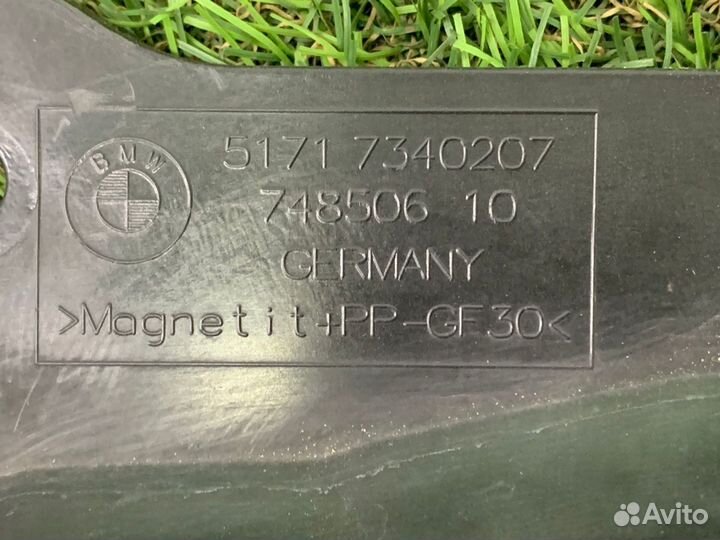 BMW
5171 7340207
748506 10
GERMANY
>Magnetit+PP-GF30<
Avito